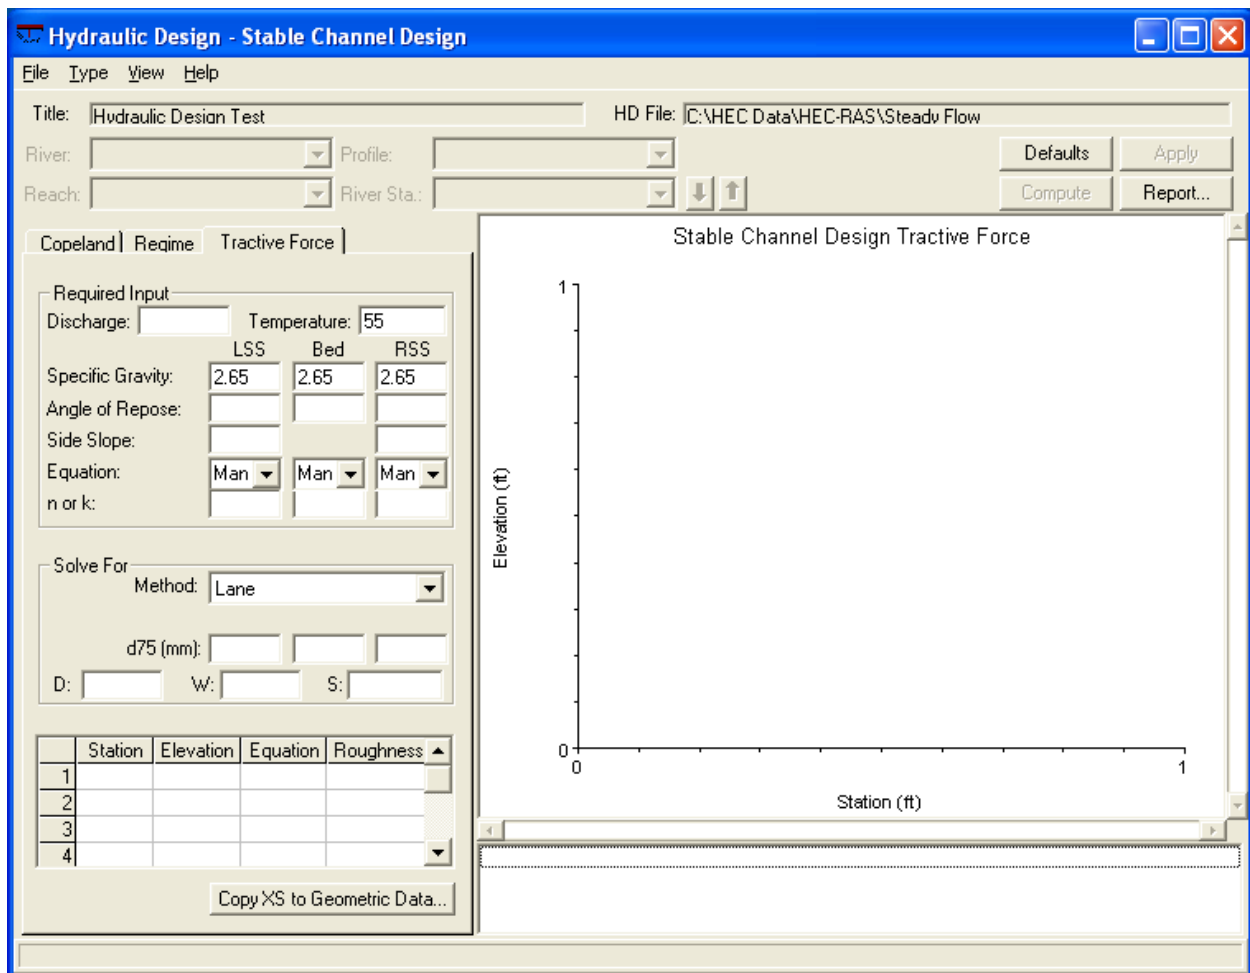 Hydraulic Design - Stable Channel Design
File Type View Help
Title: Hydraulic Design Test HD File: C:\HEC Data\HEC-RAS\Steady Flow
River: Profile: Defaults Apply
Reach: River Sta.: Compute Report...
Copeland Regime Tractive Force
Required Input
Discharge: Temperature: 55
LSS Bed RSS
Specific Gravity: 2.65 2.65 2.65
Angle of Repose:
Side Slope:
Equation: Man Man Man
n or k:
Solve For
Method: Lane
d75 (mm):
D: W: S:
Station Elevation Equation Roughness
1
2
3
4
Copy XS to Geometric Data...
Stable Channel Design Tractive Force
1
Elevation (ft)
0
0 1
Station (ft)